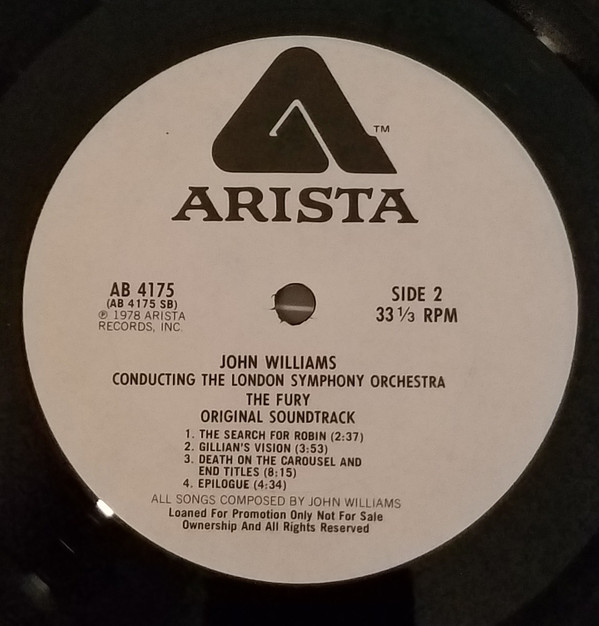 TM
ARISTA
AB 4175
(AB 4175 SB)
℗ 1978 ARISTA
RECORDS, INC.
SIDE 2
33 1/3 RPM
JOHN WILLIAMS
CONDUCTING THE LONDON SYMPHONY ORCHESTRA
THE FURY
ORIGINAL SOUNDTRACK
1. THE SEARCH FOR ROBIN (2:37)
2. GILLIAN'S VISION (3:53)
3. DEATH ON THE CAROUSEL AND
END TITLES (8:15)
4. EPILOGUE (4:34)
ALL SONGS COMPOSED BY JOHN WILLIAMS
Loaned For Promotion Only Not For Sale
Ownership And All Rights Reserved